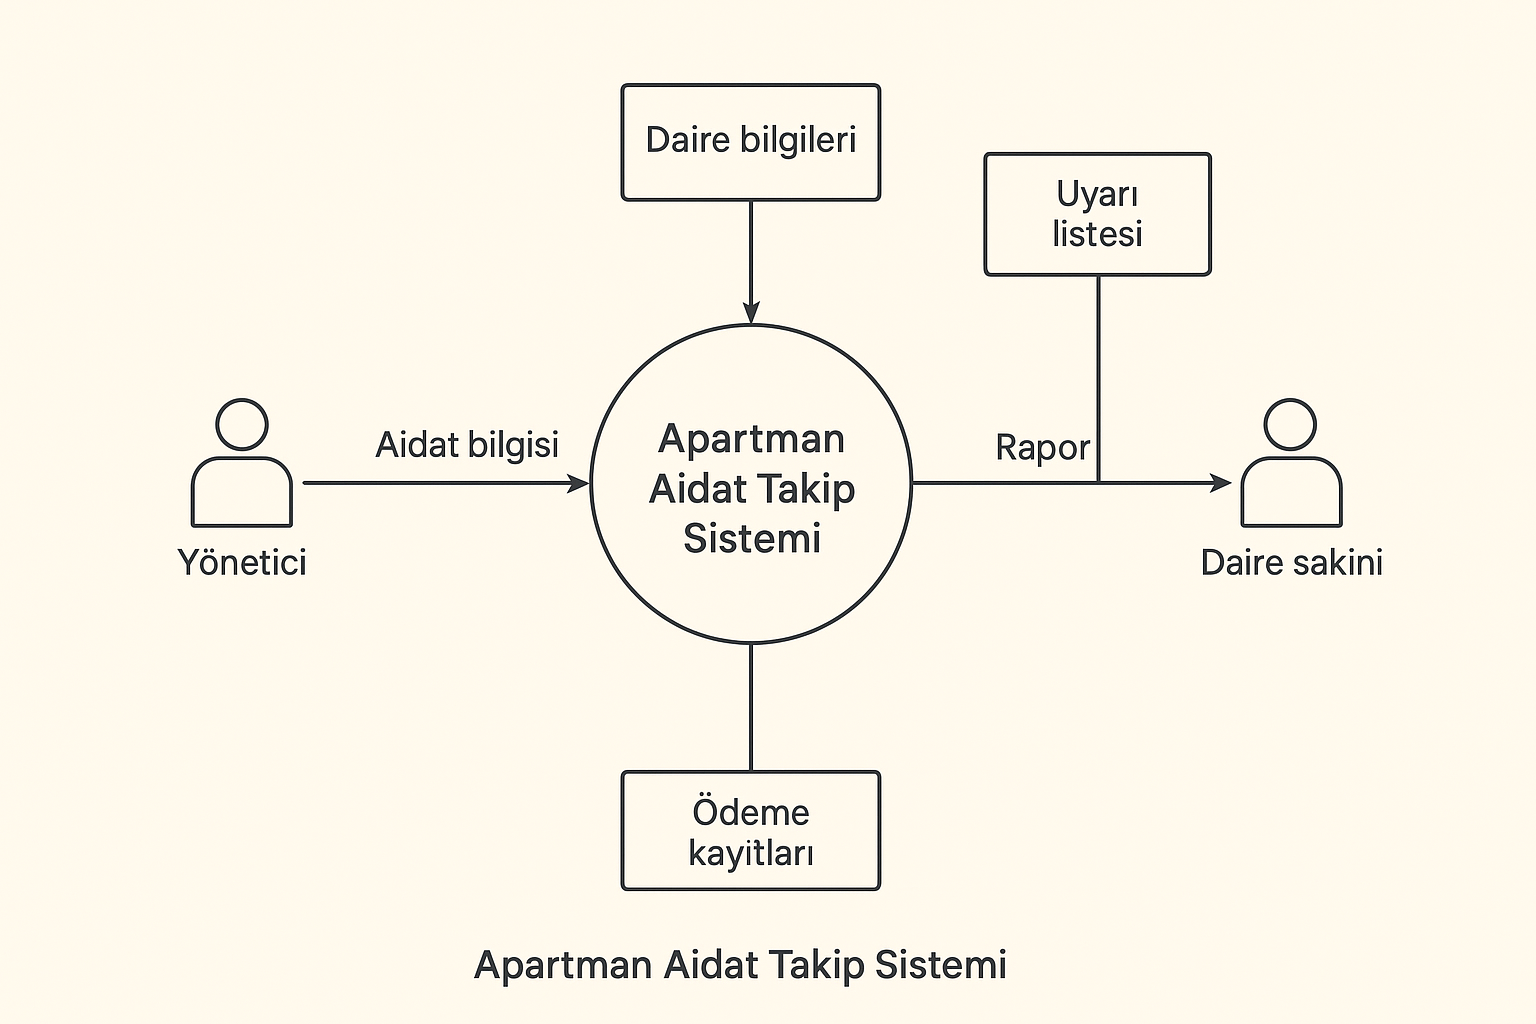 Daire bilgileri
Uyarı
listesi
Aidat bilgisi
Apartman
Aidat Takip
Sistemi
Rapor
Yönetici
Daire sakini
Ödeme
kayitları
Apartman Aidat Takip Sistemi